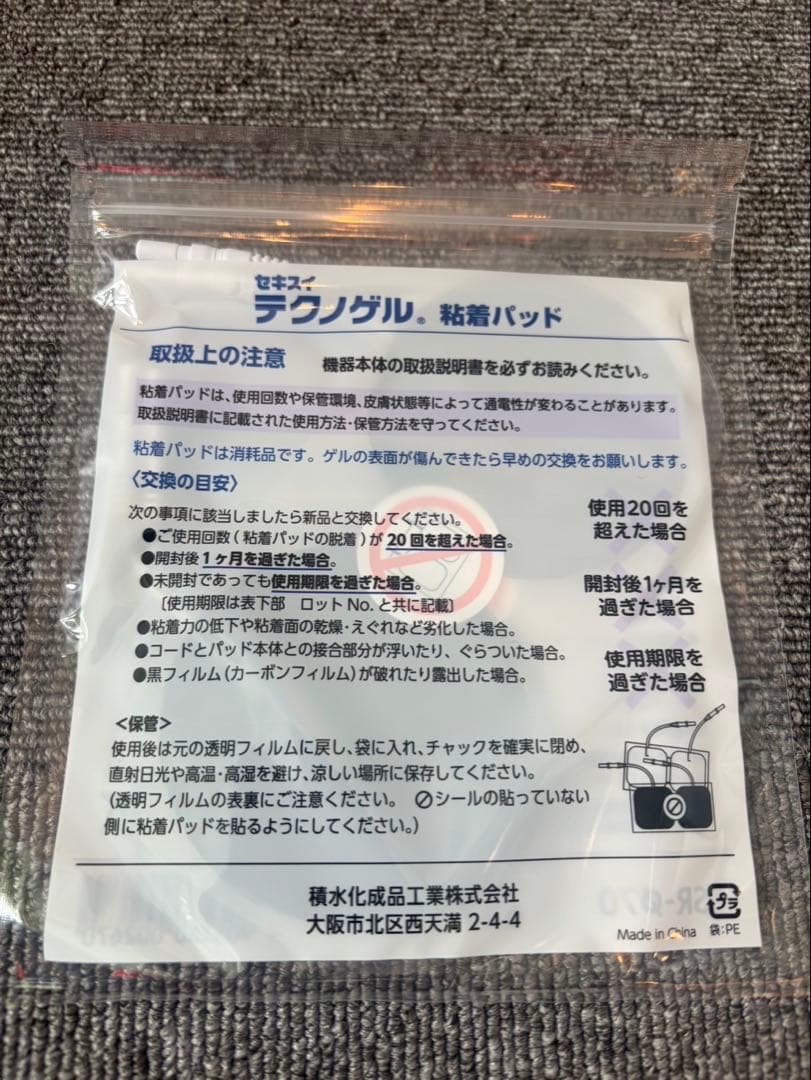 セキスイ
テクノゲル® 粘着パッド
取扱上の注意 機器本体の取扱説明書を必ずお読みください。
粘着パッドは、使用回数や保管環境、皮膚状態等によって通電性が変わることがあります。
取扱説明書に記載された使用方法・保管方法を守ってください。
粘着パッドは消耗品です。ゲルの表面が傷んできたら早めの交換をお願いします。
〈交換の目安〉
次の事項に該当しましたら新品と交換してください。
●ご使用回数(粘着パッドの脱着)が 20回を超えた場合。
●開封後1ヶ月を過ぎた場合。
●未開封であっても使用期限を過ぎた場合。
〔使用期限は表下部 ロットNo.と共に記載〕
●粘着力の低下や粘着面の乾燥・えぐれなど劣化した場合。
●コードとパッド本体との接合部分が浮いたり、ぐらついた場合。
●黒フィルム(カーボンフィルム)が破れたり露出した場合。
使用20回を
超えた場合
開封後1ヶ月を
過ぎた場合
使用期限を
過ぎた場合
<保管>
使用後は元の透明フィルムに戻し、袋に入れ、チャックを確実に閉め、
直射日光や高温・高湿を避け、涼しい場所に保存してください。
(透明フィルムの表裏にご注意ください。 ⊘シールの貼っていない
側に粘着パッドを貼るようにしてください。)
積水化成品工業株式会社
大阪市北区西天満 2-4-4
プラ
Made in China 袋:PE